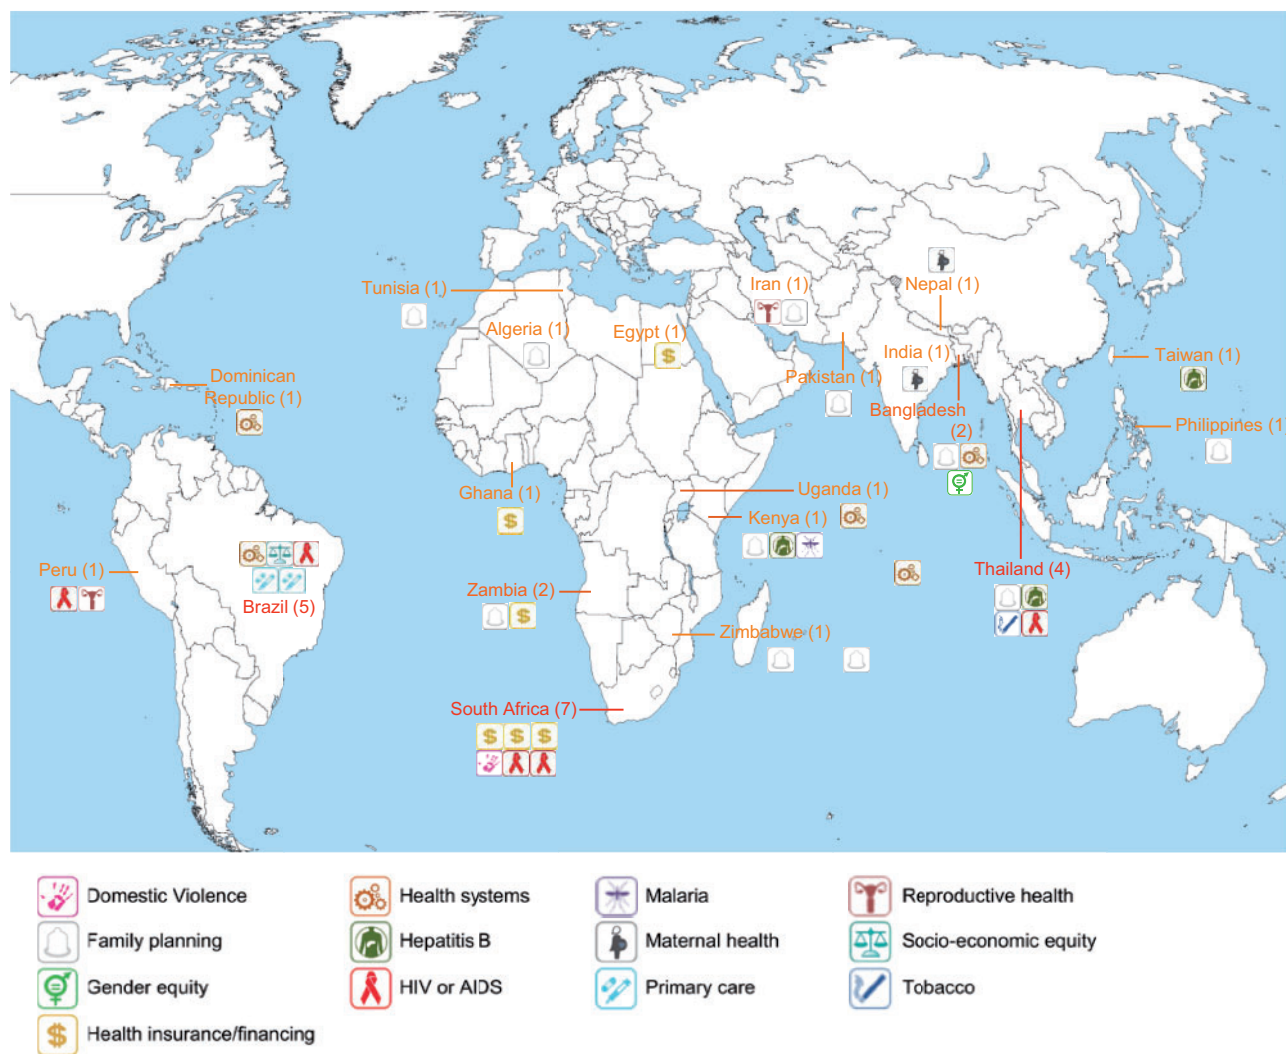 Tunisia (1)
Iran (1)
Nepal (1)
Algeria (1)
Egypt (1)
India (1)
Taiwan (1)
Dominican
Republic (1)
Pakistan (1)
Bangladesh
(2)
Philippines (1
Ghana (1)
Uganda (1)
Kenya (1)
Peru (1)
Brazil (5)
Zambia (2)
Thailand (4)
Zimbabwe (1)
South Africa (7)
Domestic Violence
Health systems
Malaria
Reproductive health
Family planning
Hepatitis B
Maternal health
Socio-economic equity
Gender equity
HIV or AIDS
Primary care
Tobacco
Health insurance/financing